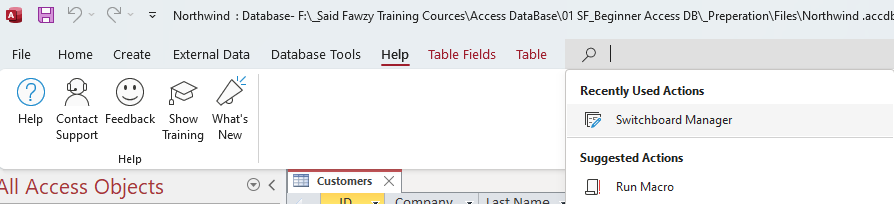 Northwind : Database- F:\_Said Fawzy Training Cources\Access DataBase\01 SF_Beginner Access DB\_Preperation\Files\Northwind .accdb
File Home Create External Data Database Tools Help Table Fields Table
Recently Used Actions
Switchboard Manager
Suggested Actions
Run Macro
Help Contact Support Feedback Show Training What's New
Help
All Access Objects
Customers
ID Company Last Name